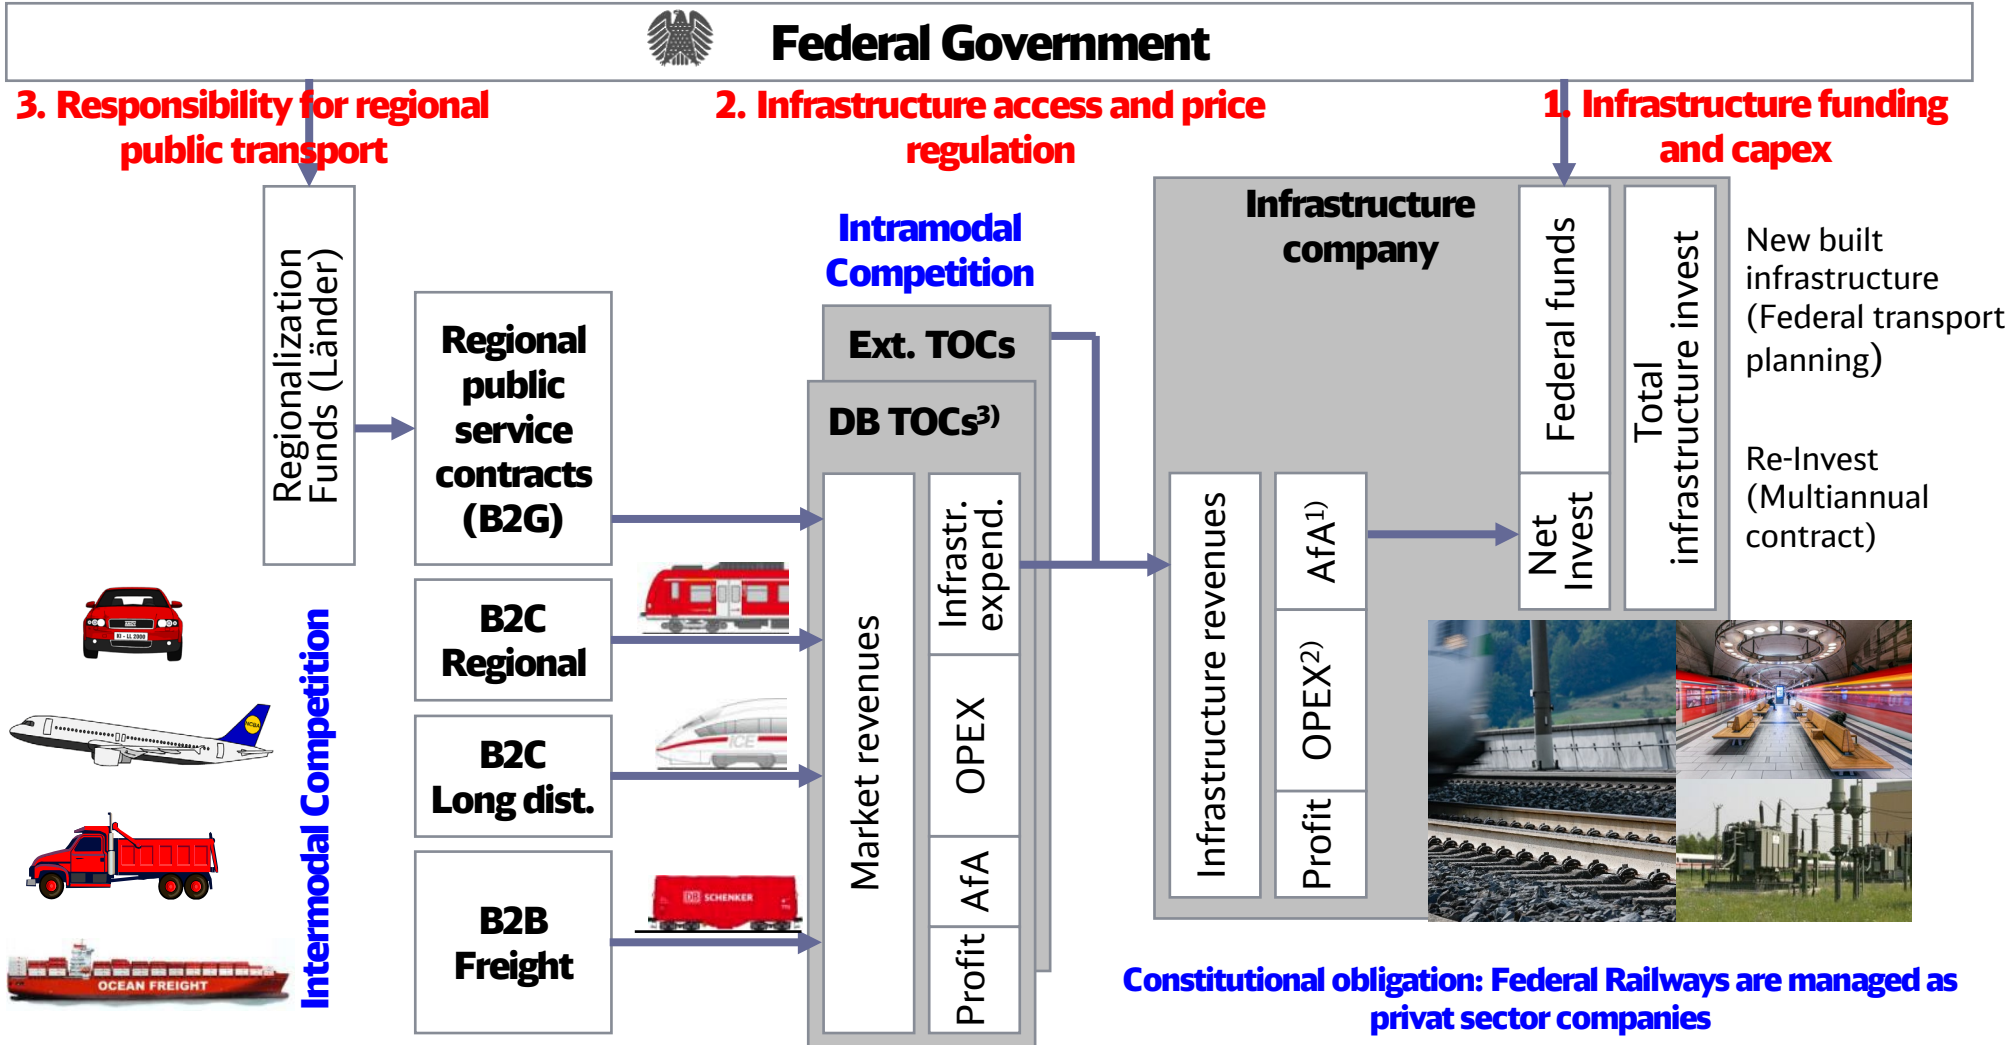 Federal Government
3. Responsibility for regional
public transport
2. Infrastructure access and price
regulation
1. Infrastructure funding
and capex
Regionalization
Funds (Länder)
Regional
public
service
contracts
(B2G)
B2C
Regional
B2C
Long dist.
B2B
Freight
Intermodal Competition
KI - LL 2000
OCEAN FREIGHT
ICE
DB SCHENKER
Intramodal
Competition
Ext. TOCs
DB TOCs3)
Market revenues
Infrastr.
expend.
OPEX
AfA
Profit
Infrastructure
company
Infrastructure revenues
AfA1)
OPEX2)
Profit
Federal funds
Net
Invest
Total
infrastructure invest
New built
infrastructure
(Federal transport
planning)
Re-Invest
(Multiannual
contract)
Constitutional obligation: Federal Railways are managed as
privat sector companies